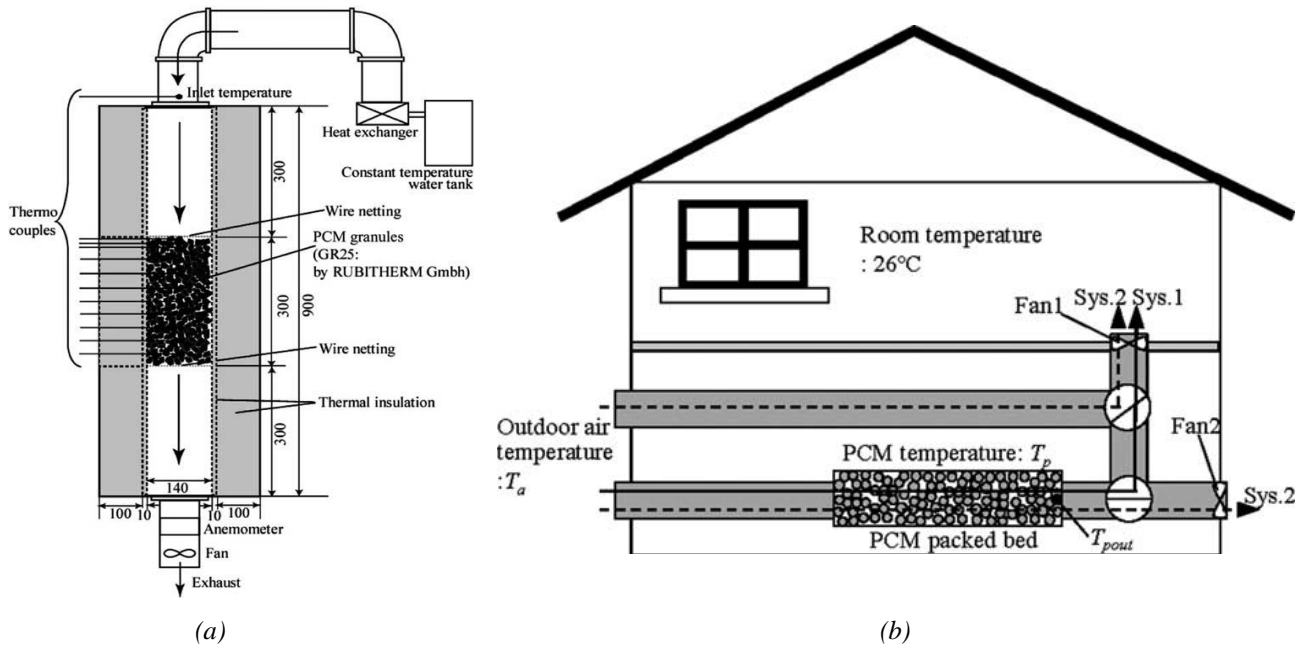 Inlet temperature
Heat exchanger
Constant temperature
water tank
300
Thermo
couples
Wire netting
PCM granules
(GR25:
by RUBITHERM Gmbh)
300
900
Wire netting
Thermal insulation
300
140
100
10
10
100
Anemometer
Fan
Exhaust
(a)
Room temperature
: 26°C
Sys.2
Sys.1
Fan1
Outdoor air
temperature
:Ta
Fan2
PCM temperature: Tp
Sys.2
PCM packed bed
Tpout
(b)